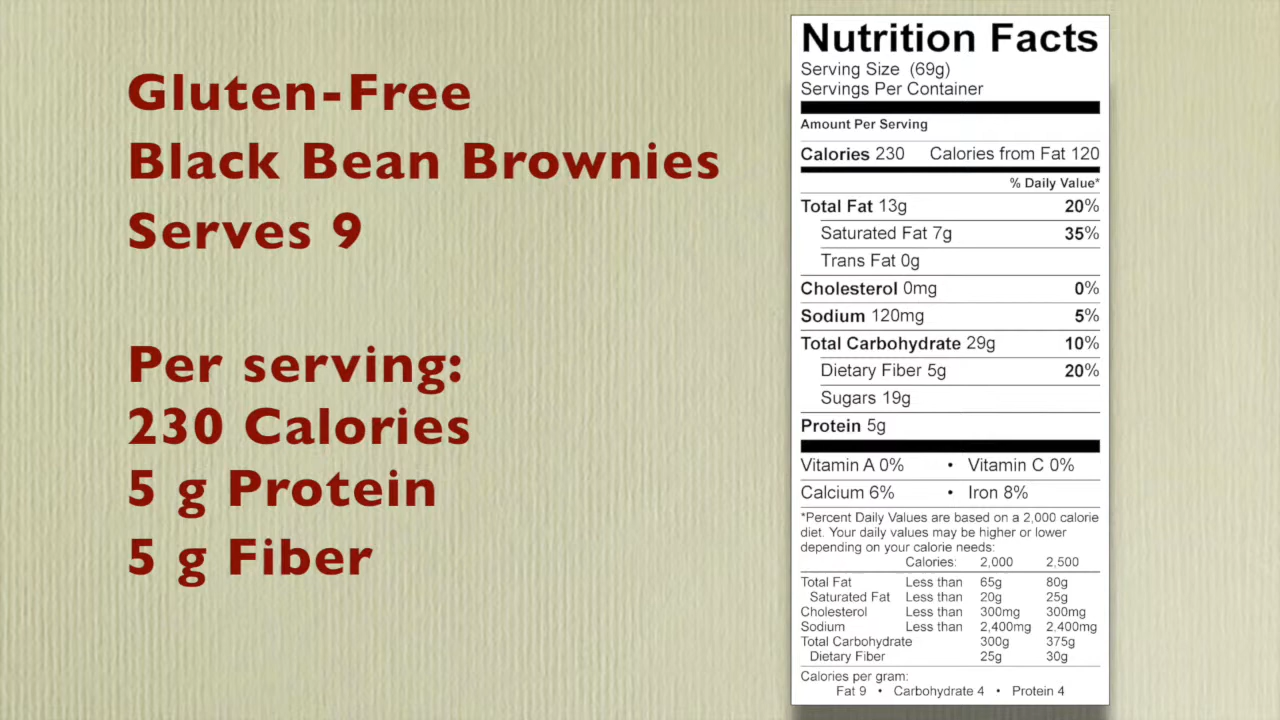 Gluten-Free
Black Bean Brownies
Serves 9
Per serving:
230 Calories
5 g Protein
5 g Fiber
Nutrition Facts
Serving Size (69g)
Servings Per Container
Amount Per Serving
Calories 230 Calories from Fat 120
% Daily Value*
Total Fat 13g 20%
Saturated Fat 7g 35%
Trans Fat 0g
Cholesterol 0mg 0%
Sodium 120mg 5%
Total Carbohydrate 29g 10%
Dietary Fiber 5g 20%
Sugars 19g
Protein 5g
Vitamin A 0% • Vitamin C 0%
Calcium 6% • Iron 8%
*Percent Daily Values are based on a 2,000 calorie
diet. Your daily values may be higher or lower
depending on your calorie needs:
Calories: 2,000 2,500
Total Fat Less than 65g 80g
Saturated Fat Less than 20g 25g
Cholesterol Less than 300mg 300mg
Sodium Less than 2,400mg 2,400mg
Total Carbohydrate 300g 375g
Dietary Fiber 25g 30g
Calories per gram:
Fat 9 • Carbohydrate 4 • Protein 4